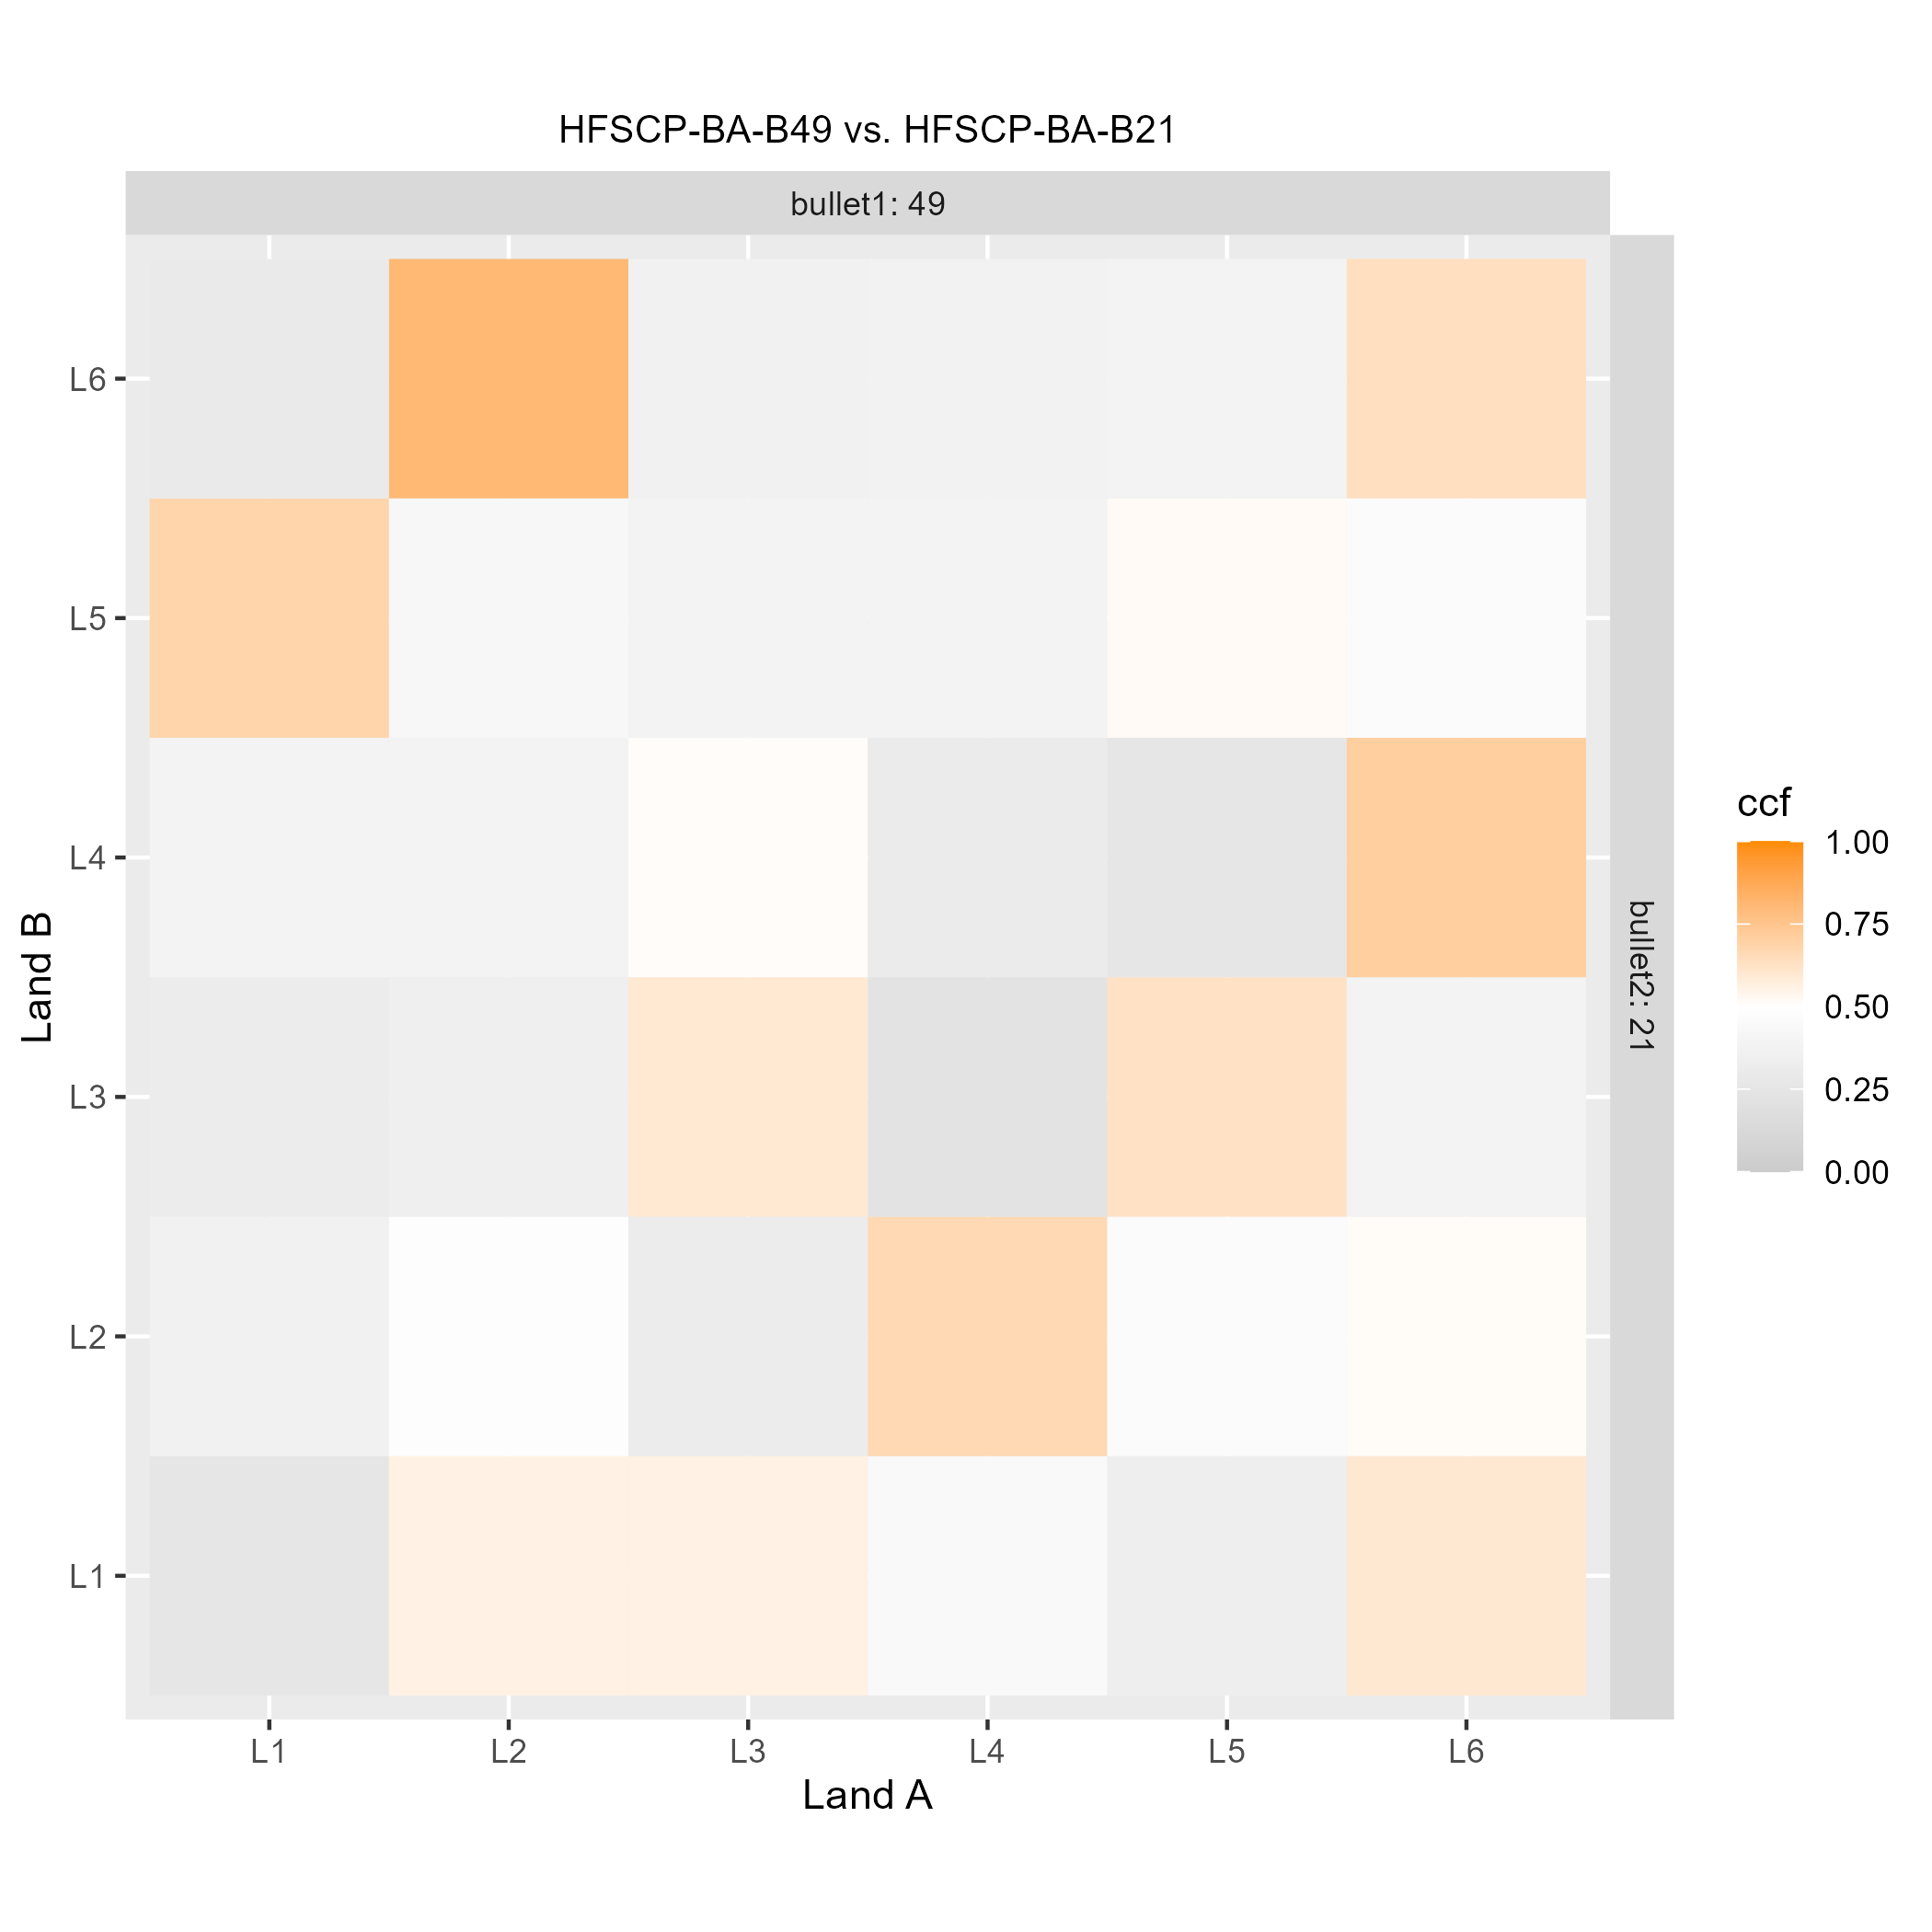 HFSCP-BA-B49 vs. HFSCP-BA-B21
bullet1: 49
L6
L5
L4
L3
L2
L1
Land B
bullet2: 21
L1 L2 L3 L4 L5 L6
Land A
ccf
1.00
0.75
0.50
0.25
0.00